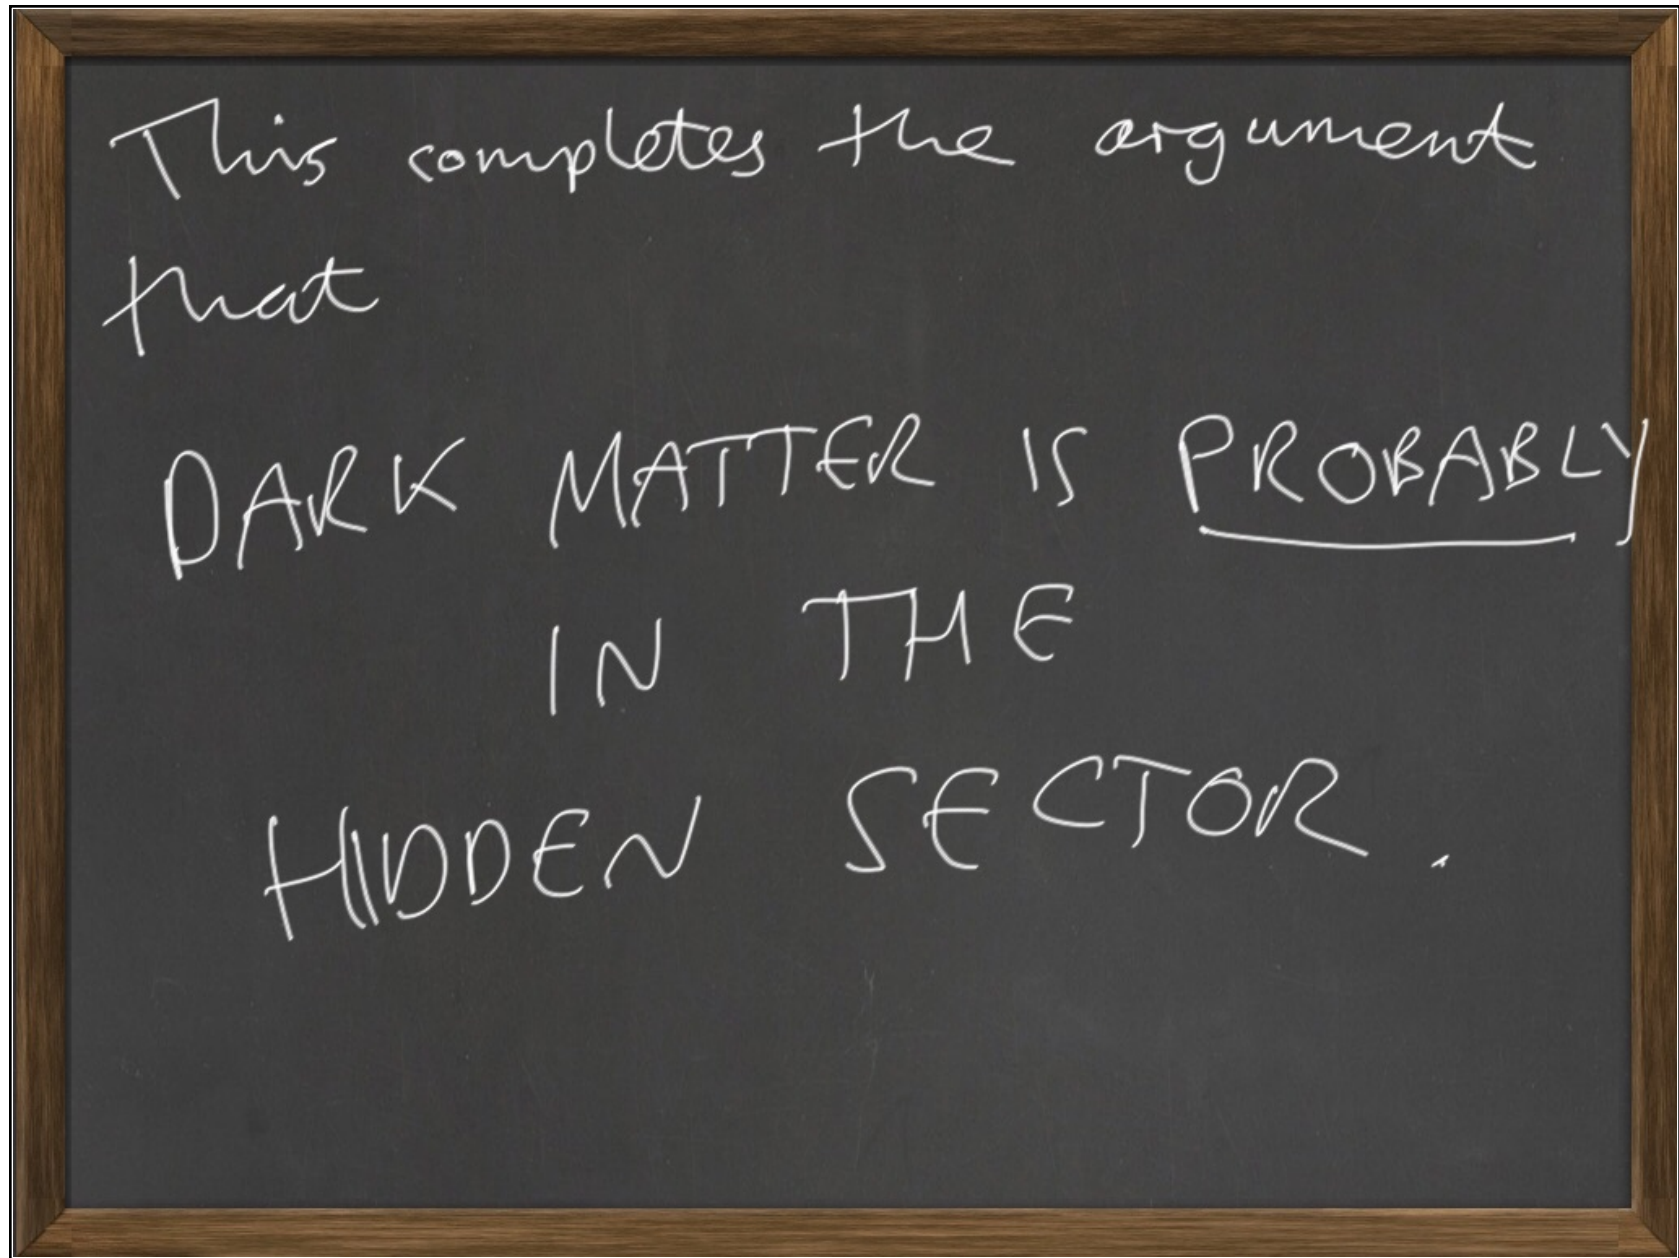 This completes the argument
that
DARK MATTER IS PROBABLY
IN THE
HIDDEN SECTOR.